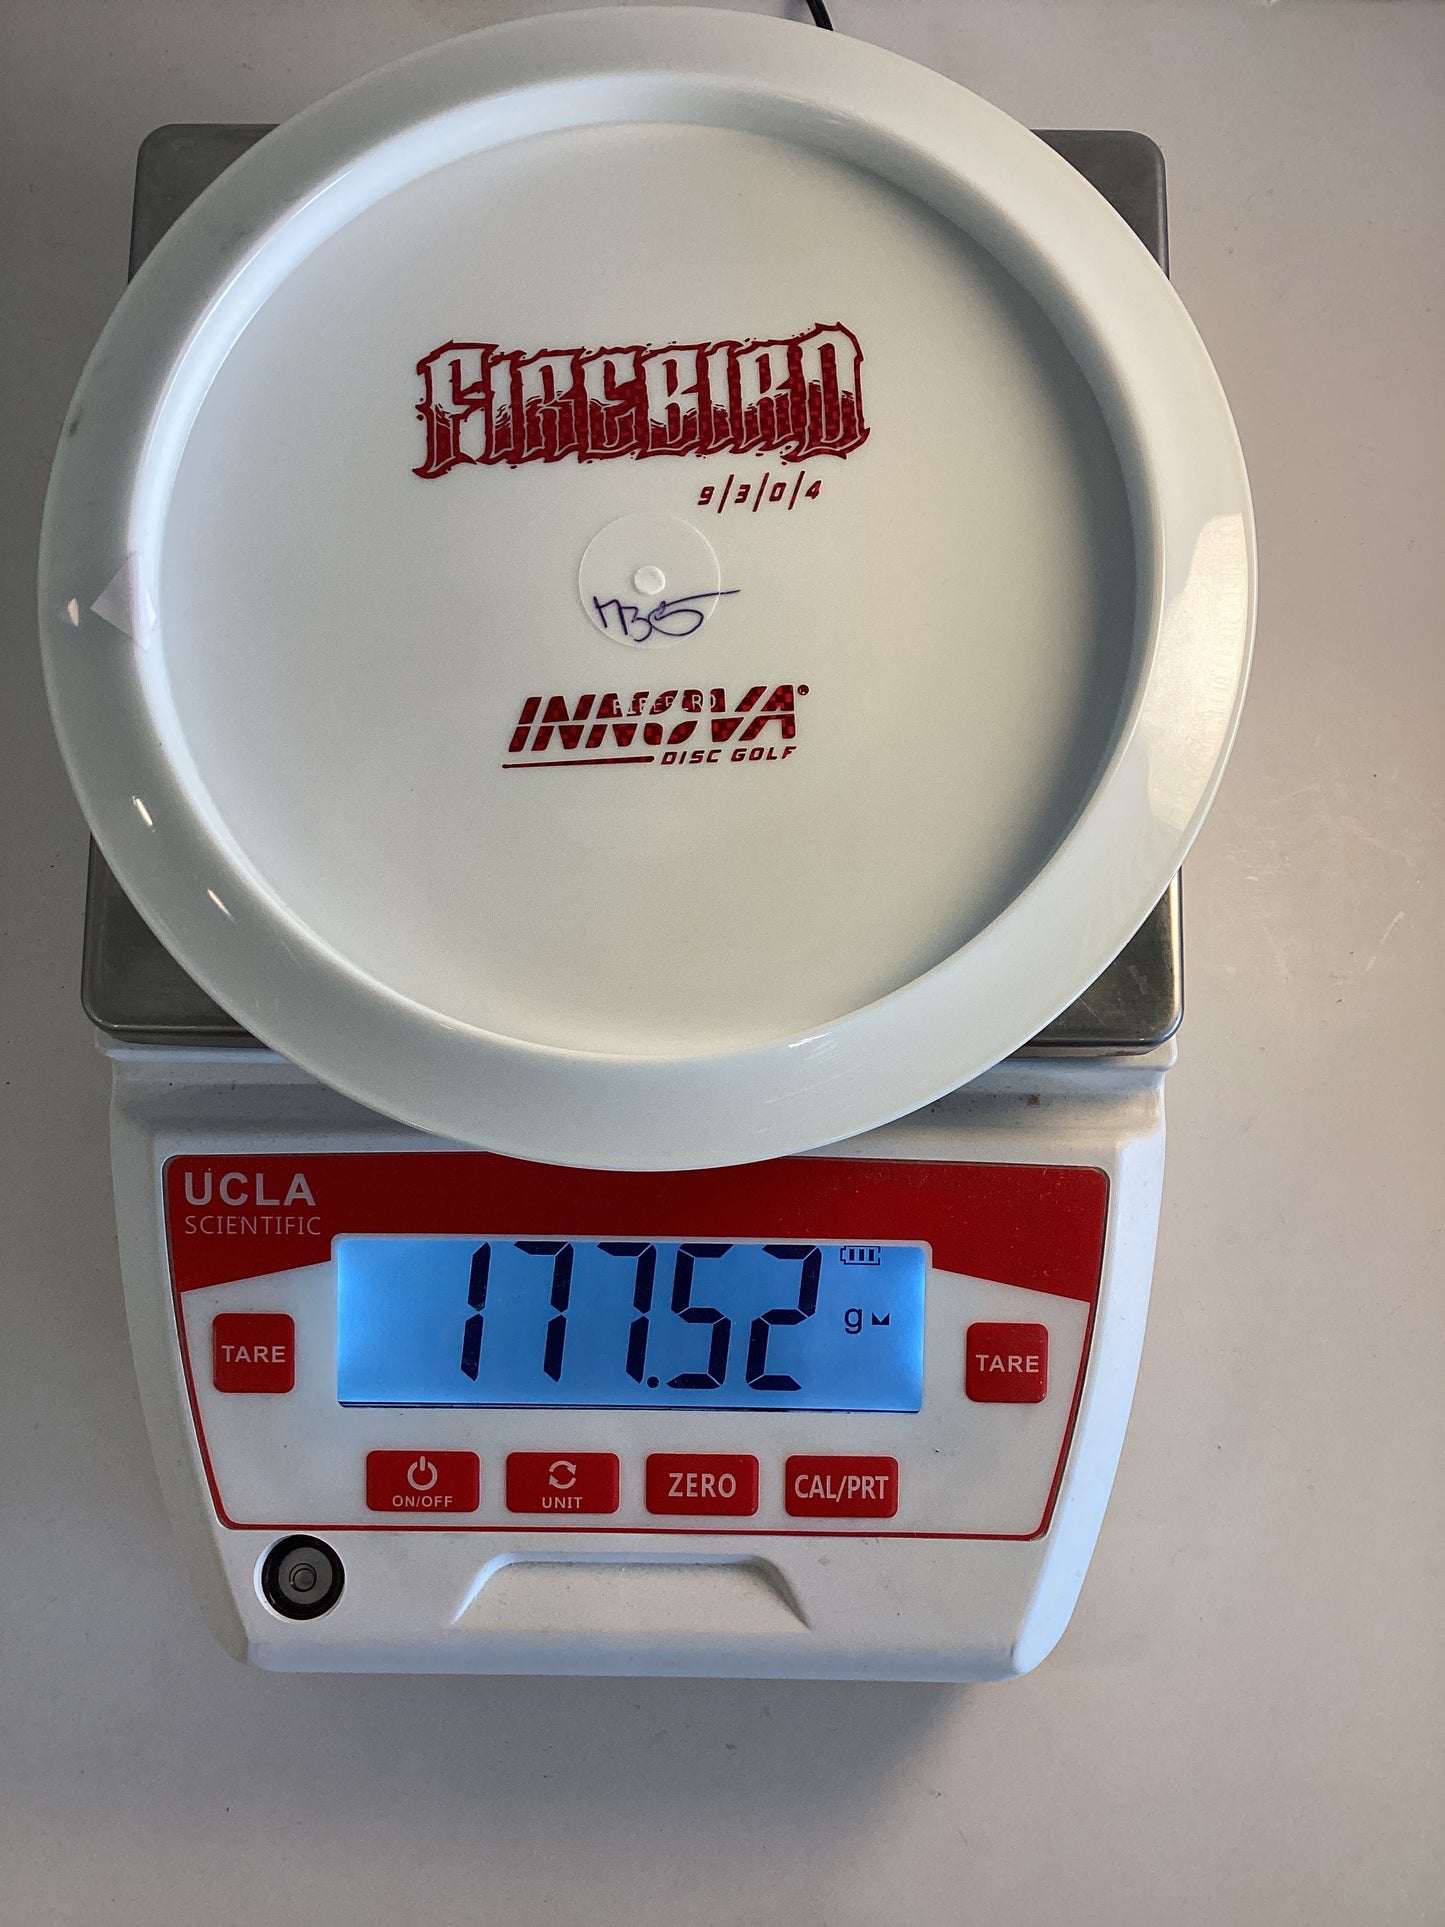 FIREBIRD
9/3/0/4
INNOVA®
FIREBIRD
DISC GOLF
UCLA
SCIENTIFIC
177.52 g
TARE
TARE
ON/OFF
UNIT
ZERO
CAL/PRT